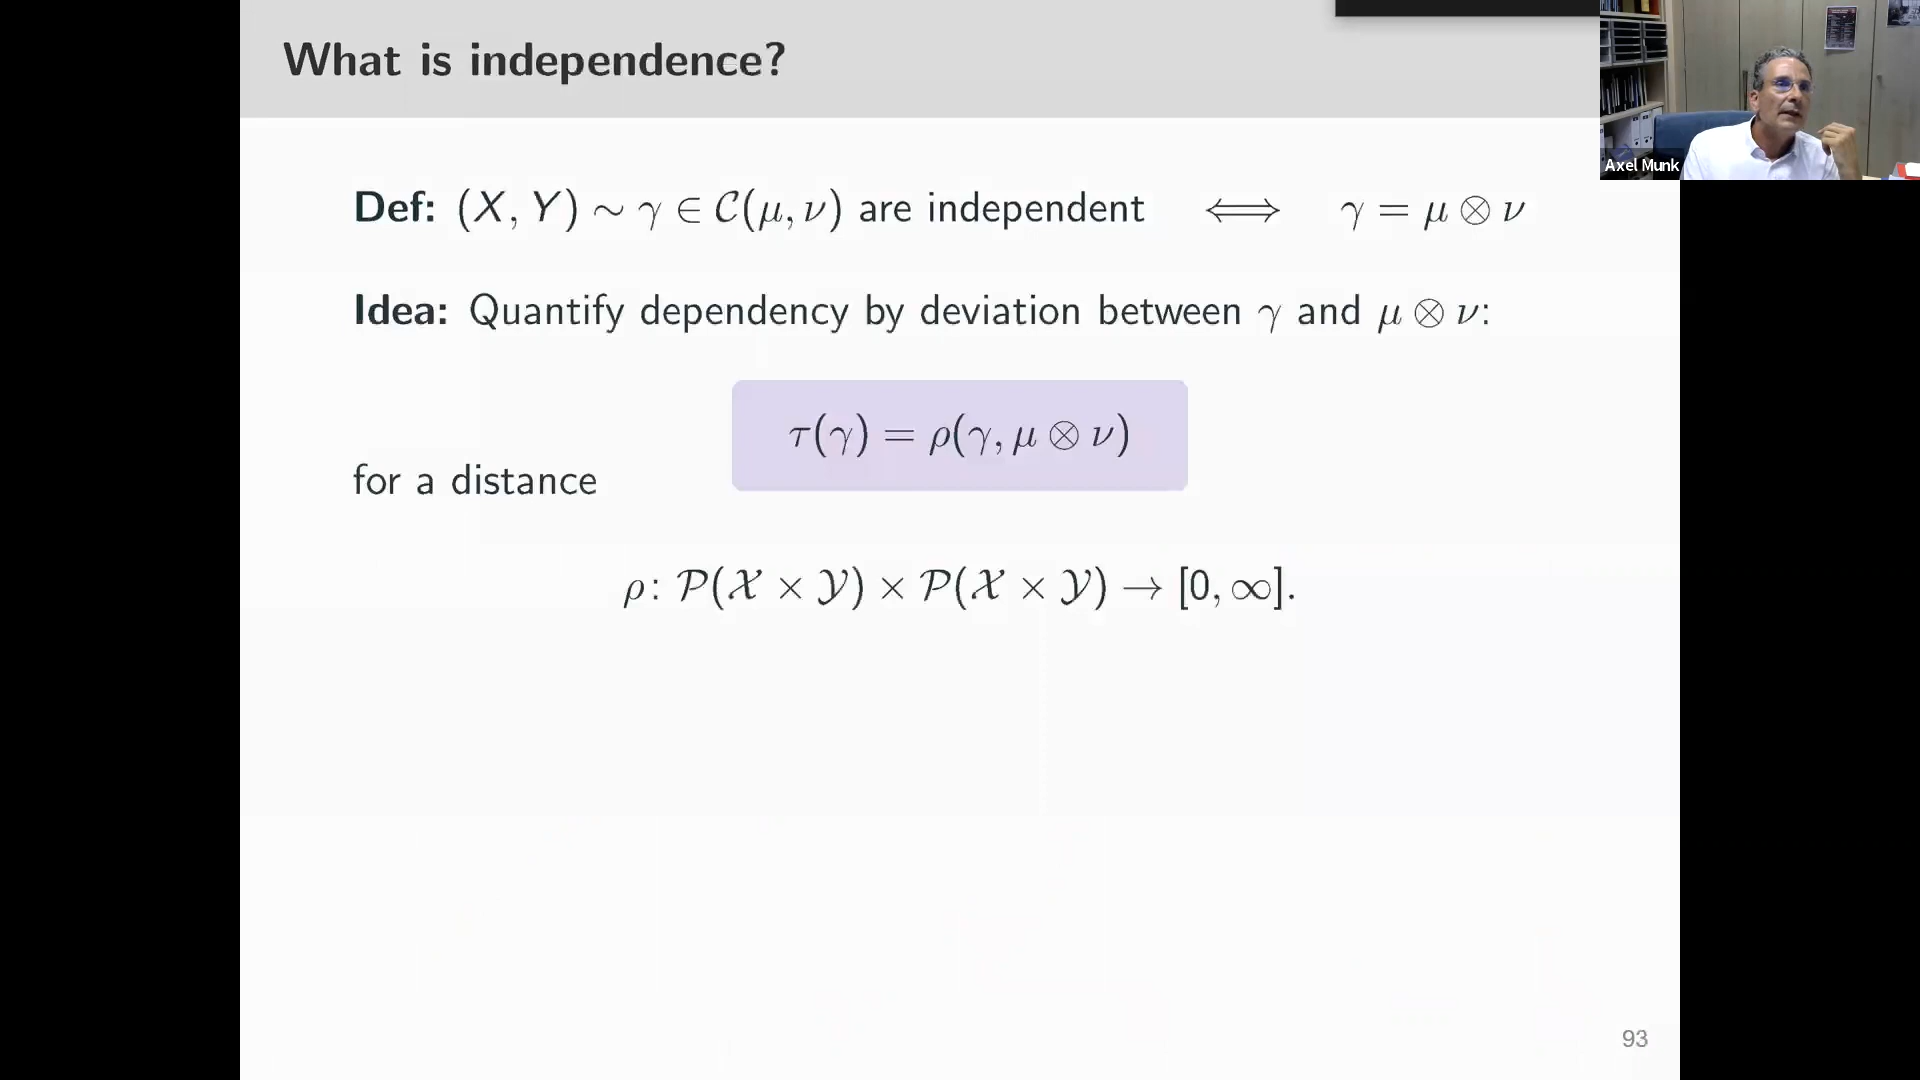 What is independence?
Axel Munk
Def: (X, Y) ∼ γ ∈ 𝒞(μ, ν) are independent ⟺ γ = μ ⊗ ν
Idea: Quantify dependency by deviation between γ and μ ⊗ ν:
τ(γ) = ρ(γ, μ ⊗ ν)
for a distance
ρ: 𝒫(𝒳 × 𝒴) × 𝒫(𝒳 × 𝒴) → [0, ∞].
93